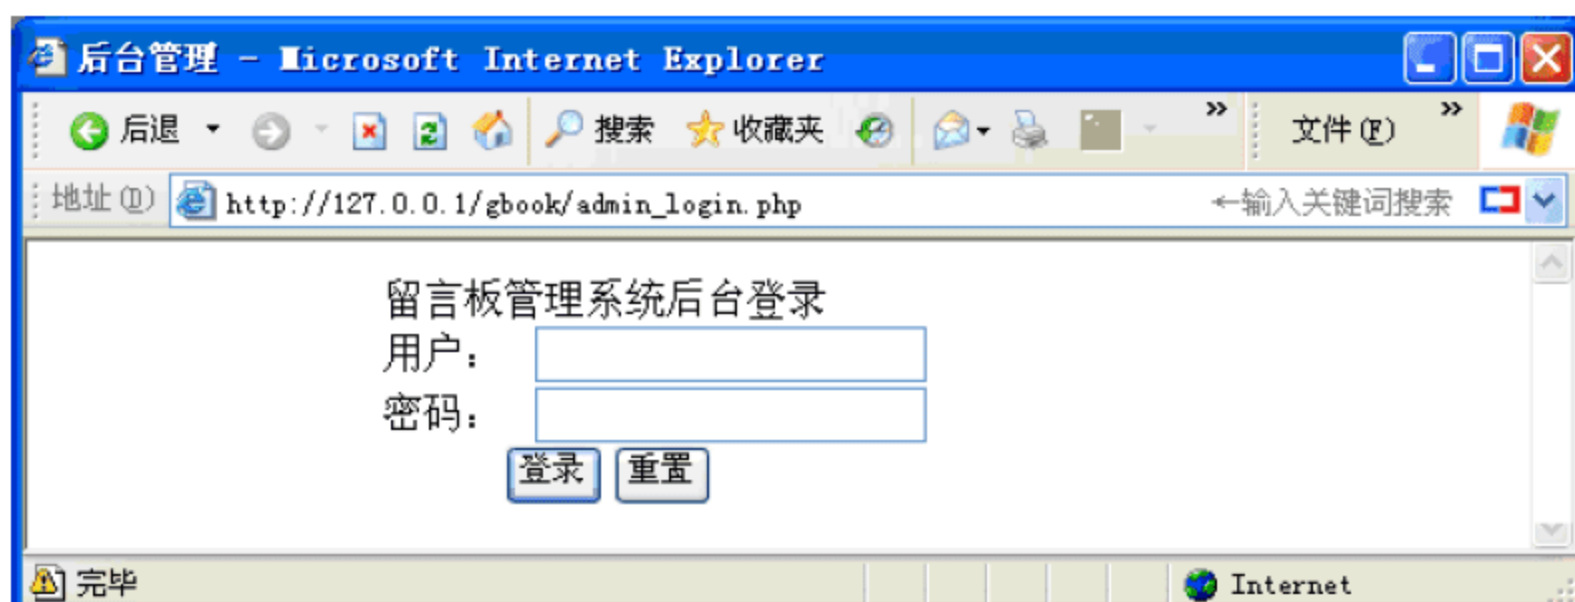 后台管理 - Microsoft Internet Explorer
后退 搜索 收藏夹 » 文件(F) »
地址(D) http://127.0.0.1/gbook/admin_login.php ←输入关键词搜索
留言板管理系统后台登录
用户：
密码：
登录 重置
完毕 Internet